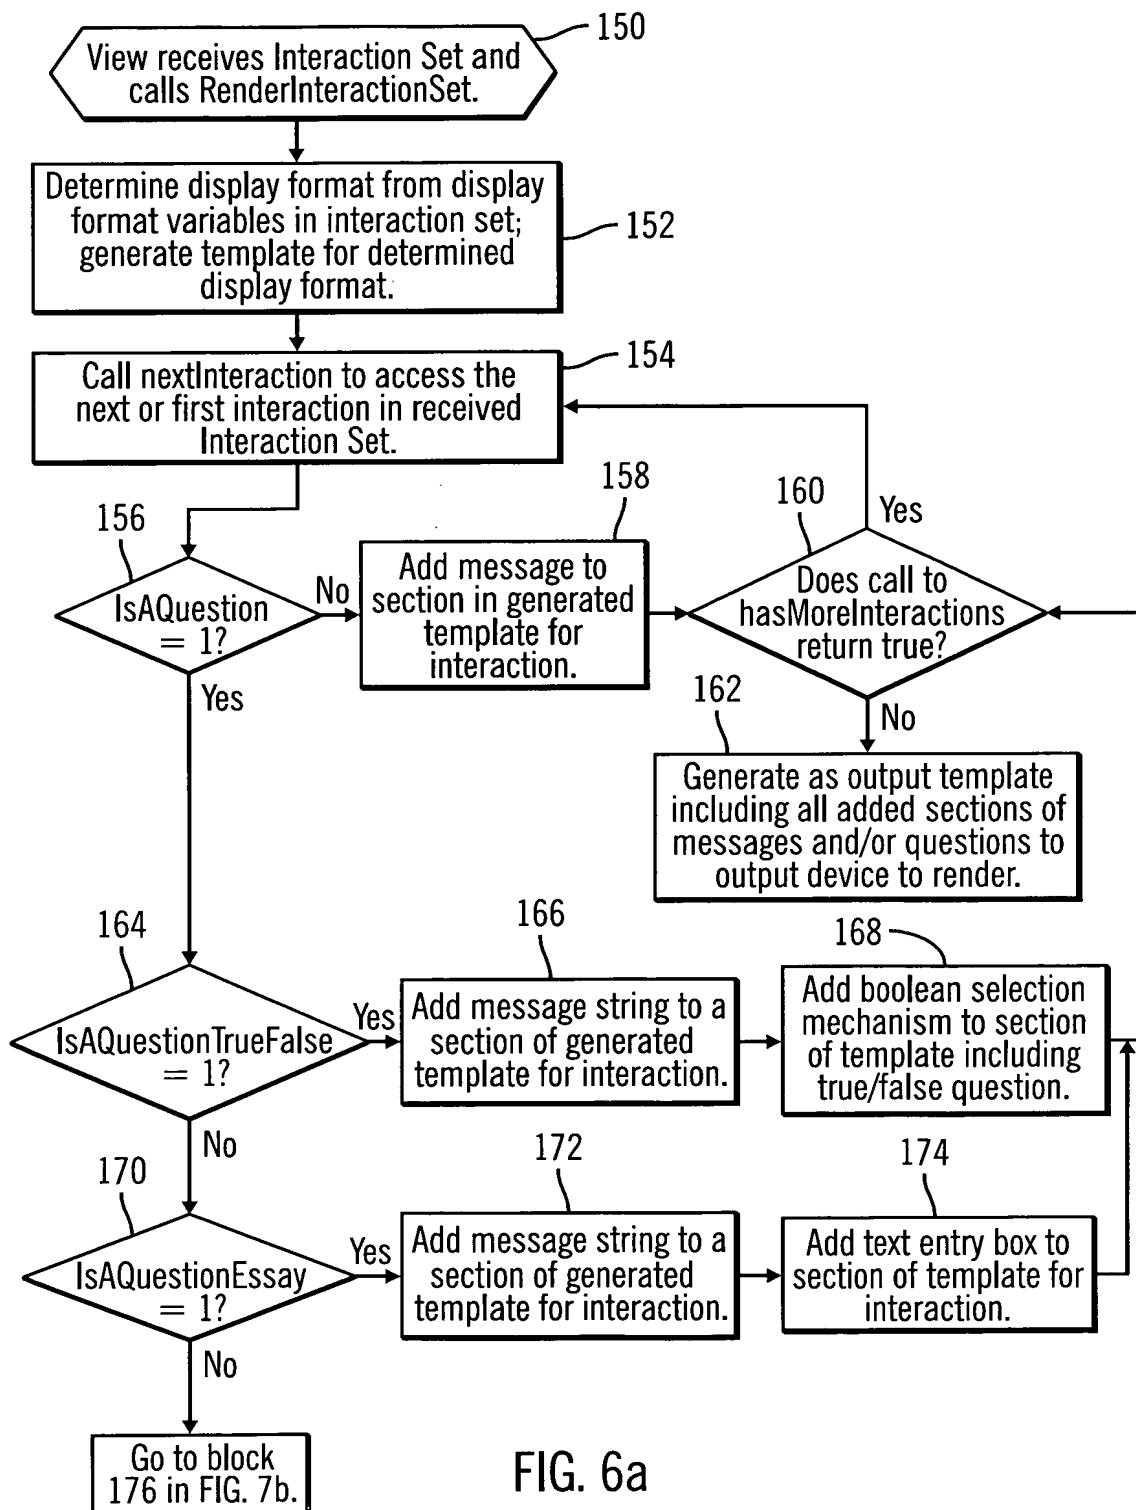 150
View receives Interaction Set and
calls RenderInteractionSet.
Determine display format from display
format variables in interaction set;
generate template for determined
display format.
152
154
Call nextInteraction to access the
next or first interaction in received
Interaction Set.
156
IsAQuestion
= 1?
No
Yes
158
Add message to
section in generated
template for
interaction.
160
Yes
Does call to
hasMoreInteractions
return true?
No
162
Generate as output template
including all added sections of
messages and/or questions to
output device to render.
164
IsAQuestionTrueFalse
= 1?
Yes
No
166
Add message string to a
section of generated
template for interaction.
168
Add boolean selection
mechanism to section
of template including
true/false question.
170
IsAQuestionEssay
= 1?
Yes
No
172
Add message string to a
section of generated
template for interaction.
174
Add text entry box to
section of template for
interaction.
Go to block
176 in FIG. 7b.
FIG. 6a